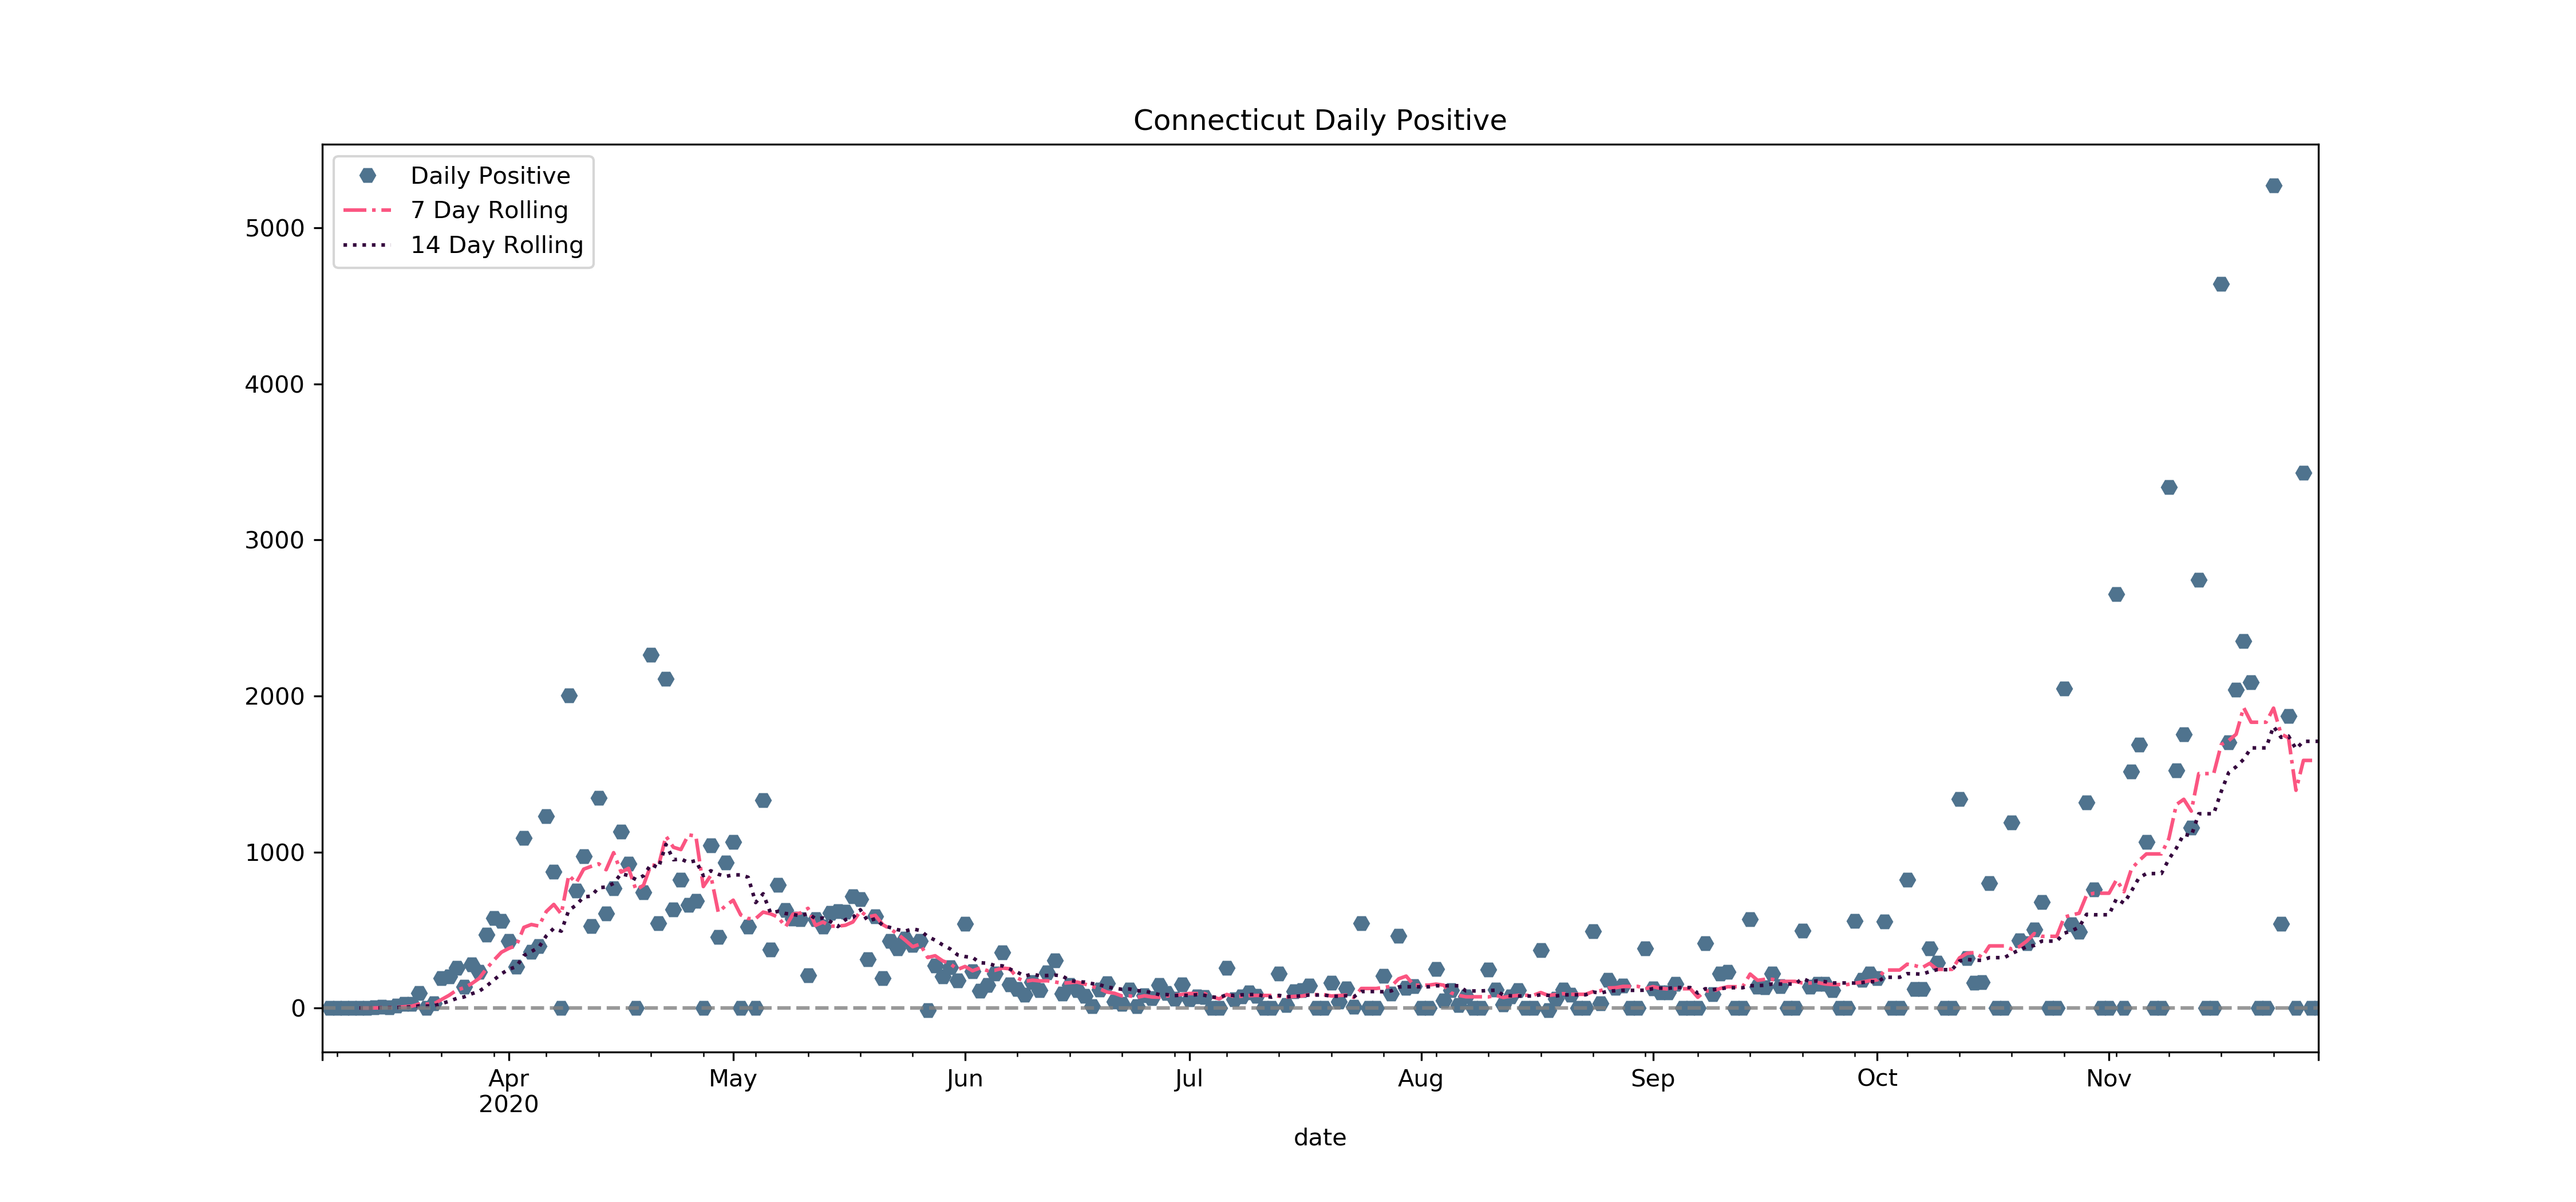 Connecticut Daily Positive
Daily Positive
7 Day Rolling
14 Day Rolling
5000
4000
3000
2000
1000
0
Apr May Jun Jul Aug Sep Oct Nov
2020
date